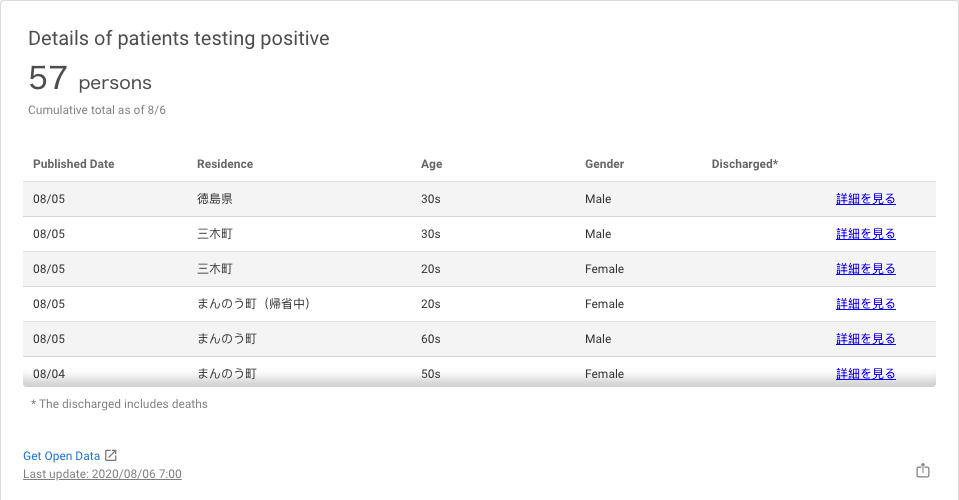 Details of patients testing positive
57 persons
Cumulative total as of 8/6
Published Date Residence Age Gender Discharged*
08/05 徳島県 30s Male 詳細を見る
08/05 三木町 30s Male 詳細を見る
08/05 三木町 20s Female 詳細を見る
08/05 まんのう町（帰省中） 20s Female 詳細を見る
08/05 まんのう町 60s Male 詳細を見る
08/04 まんのう町 50s Female 詳細を見る
* The discharged includes deaths
Get Open Data
Last update: 2020/08/06 7:00